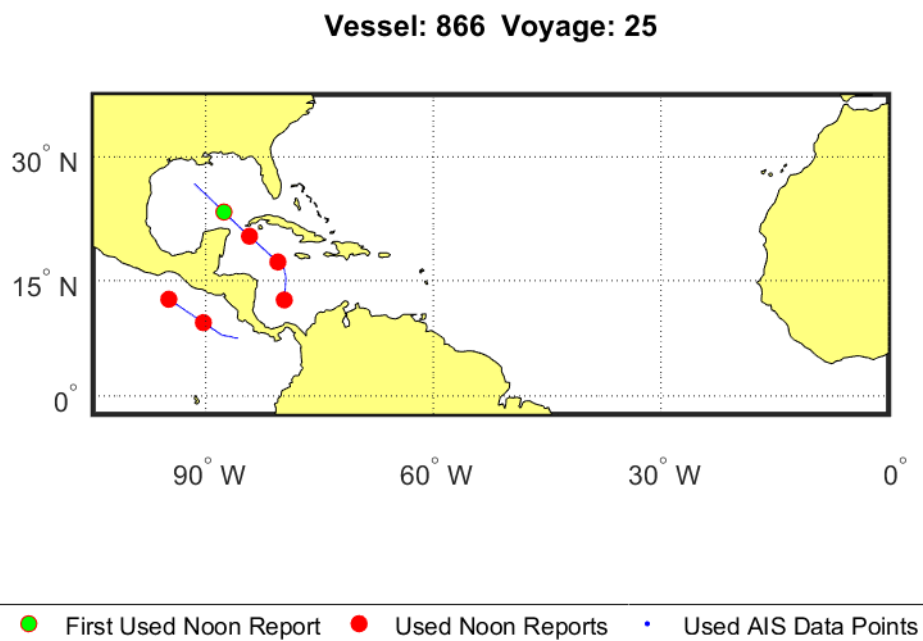 Vessel: 866 Voyage: 25
30° N
15° N
0°
90° W 60° W 30° W 0°
First Used Noon Report Used Noon Reports Used AIS Data Points